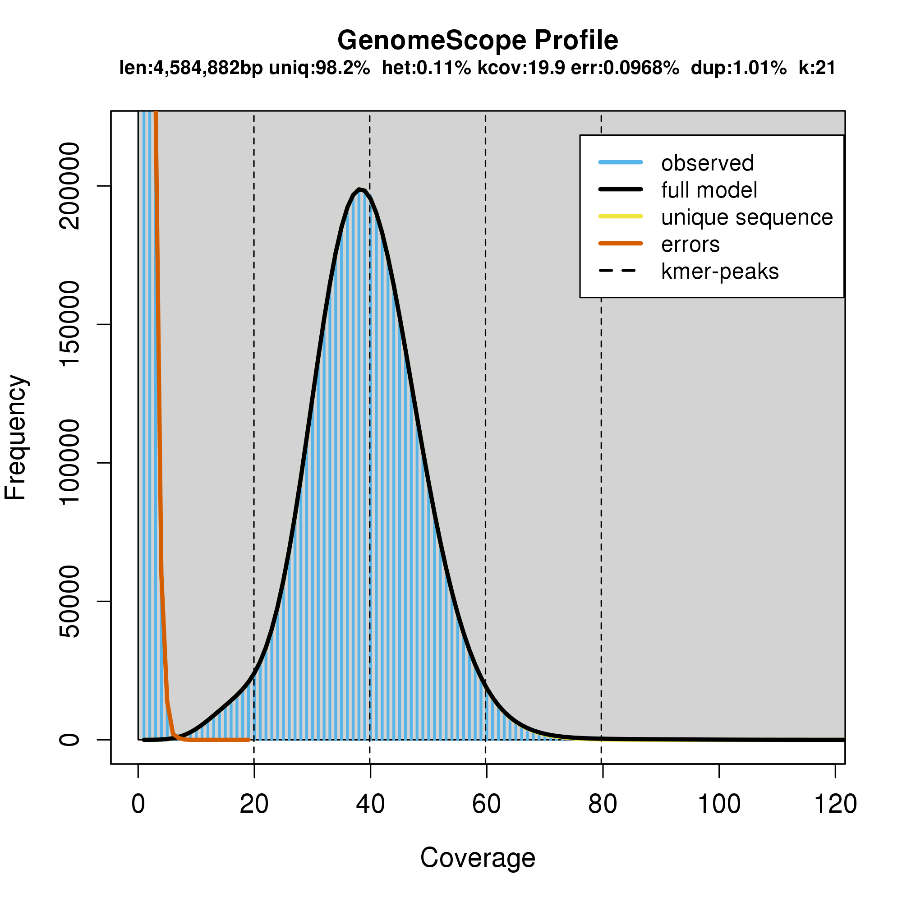 GenomeScope Profile
len:4,584,882bp uniq:98.2% het:0.11% kcov:19.9 err:0.0968% dup:1.01% k:21
observed
full model
unique sequence
errors
kmer-peaks
Frequency
200000
150000
100000
50000
0
0 20 40 60 80 100 120
Coverage